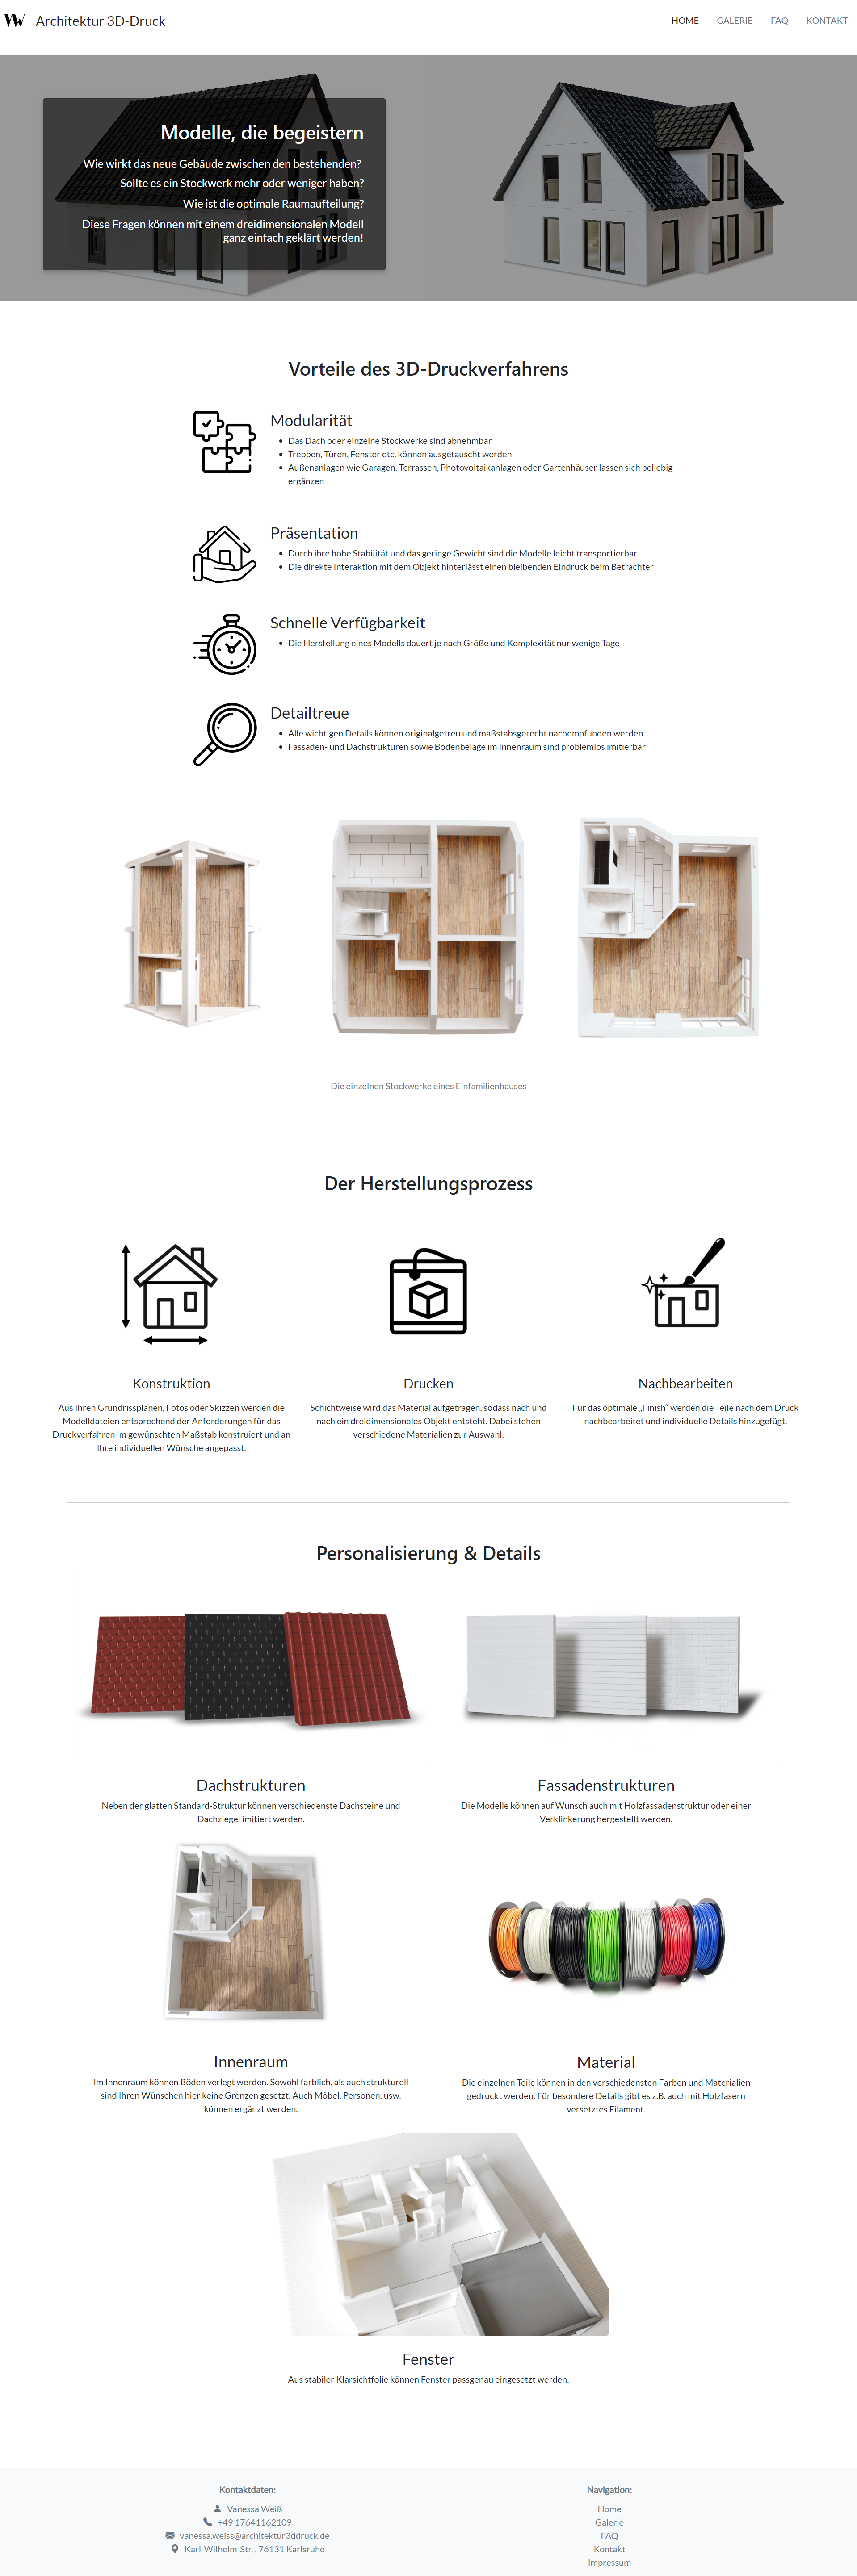 VW Architektur 3D-Druck
HOME GALERIE FAQ KONTAKT
Modelle, die begeistern
Wie wirkt das neue Gebäude zwischen den bestehenden?
Sollte es ein Stockwerk mehr oder weniger haben?
Wie ist die optimale Raumaufteilung?
Diese Fragen können mit einem dreidimensionalen Modell
ganz einfach geklärt werden!
Vorteile des 3D-Druckverfahrens
Modularität
• Das Dach oder einzelne Stockwerke sind abnehmbar
• Treppen, Türen, Fenster etc. können ausgetauscht werden
• Außenanlagen wie Garagen, Terrassen, Photovoltaikanlagen oder Gartenhäuser lassen sich beliebig
ergänzen
Präsentation
• Durch ihre hohe Stabilität und das geringe Gewicht sind die Modelle leicht transportierbar
• Die direkte Interaktion mit dem Objekt hinterlässt einen bleibenden Eindruck beim Betrachter
Schnelle Verfügbarkeit
• Die Herstellung eines Modells dauert je nach Größe und Komplexität nur wenige Tage
Detailtreue
• Alle wichtigen Details können originalgetreu und maßstabsgerecht nachempfunden werden
• Fassaden- und Dachstrukturen sowie Bodenbeläge im Innenraum sind problemlos imitierbar
Die einzelnen Stockwerke eines Einfamilienhauses
Der Herstellungsprozess
Konstruktion
Aus Ihren Grundrissplänen, Fotos oder Skizzen werden die
Modelldateien entsprechend der Anforderungen für das
Druckverfahren im gewünschten Maßstab konstruiert und an
Ihre individuellen Wünsche angepasst.
Drucken
Schichtweise wird das Material aufgetragen, sodass nach und
nach ein dreidimensionales Objekt entsteht. Dabei stehen
verschiedene Materialien zur Auswahl.
Nachbearbeiten
Für das optimale „Finish“ werden die Teile nach dem Druck
nachbearbeitet und individuelle Details hinzugefügt.
Personalisierung & Details
Dachstrukturen
Neben der glatten Standard-Struktur können verschiedenste Dachsteine und
Dachziegel imitiert werden.
Fassadenstrukturen
Die Modelle können auf Wunsch auch mit Holzfassadenstruktur oder einer
Verklinkerung hergestellt werden.
Innenraum
Im Innenraum können Böden verlegt werden. Sowohl farblich, als auch strukturell
sind Ihren Wünschen hier keine Grenzen gesetzt. Auch Möbel, Personen, usw.
können ergänzt werden.
Material
Die einzelnen Teile können in den verschiedensten Farben und Materialien
gedruckt werden. Für besondere Details gibt es z.B. auch mit Holzfasern
versetztes Filament.
Fenster
Aus stabiler Klarsichtfolie können Fenster passgenau eingesetzt werden.
Kontaktdaten:
Vanessa Weiß
+49 17641162109
vanessa.weiss@architektur3ddruck.de
Karl-Wilhelm-Str. , 76131 Karlsruhe
Navigation:
Home
Galerie
FAQ
Kontakt
Impressum